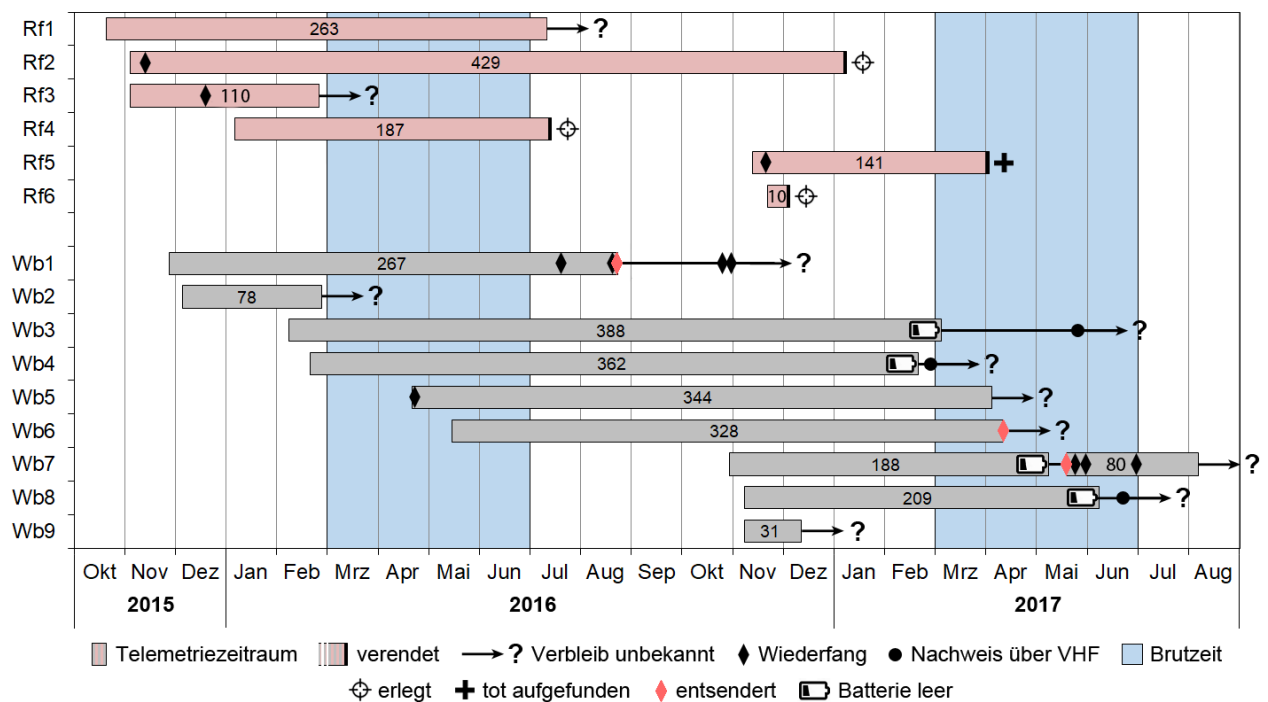 Rf1 263 ?
Rf2 429
Rf3 110 ?
Rf4 187
Rf5 141
Rf6 10
Wb1 267 ?
Wb2 78 ?
Wb3 388 ?
Wb4 362 ?
Wb5 344 ?
Wb6 328 ?
Wb7 188 80 ?
Wb8 209 ?
Wb9 31 ?
Okt Nov Dez Jan Feb Mrz Apr Mai Jun Jul Aug Sep Okt Nov Dez Jan Feb Mrz Apr Mai Jun Jul Aug
2015 2016 2017
Telemetriezeitraum verendet ? Verbleib unbekannt Wiederfang Nachweis über VHF Brutzeit
erlegt tot aufgefunden entsendert Batterie leer